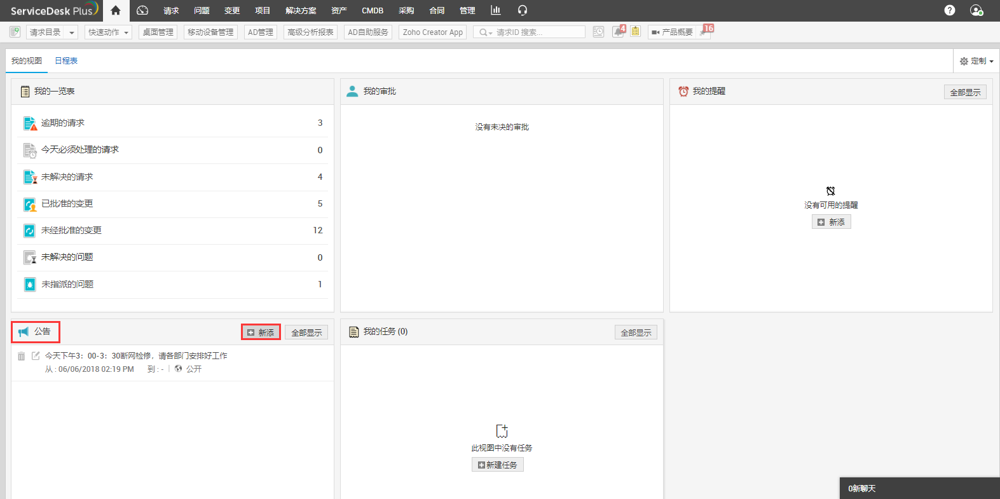 ServiceDesk Plus 请求 问题 变更 项目 解决方案 资产 CMDB 采购 合同 管理
请求目录 快速动作 桌面管理 移动设备管理 AD管理 高级分析报表 AD自助服务 Zoho Creator App 请求ID 搜索... 4 产品概要 16
我的视图 日程表 定制
我的一览表
逾期的请求 3
今天必须处理的请求 0
未解决的请求 4
已批准的变更 5
未经批准的变更 12
未解决的问题 0
未指派的问题 1
我的审批
没有未决的审批
我的提醒 全部显示
没有可用的提醒
新添
公告 新添 全部显示
今天下午3：00-3：30断网检修，请各部门安排好工作
从 : 06/06/2018 02:19 PM 到 : - 公开
我的任务 (0) 全部显示
此视图中没有任务
新建任务
0新聊天